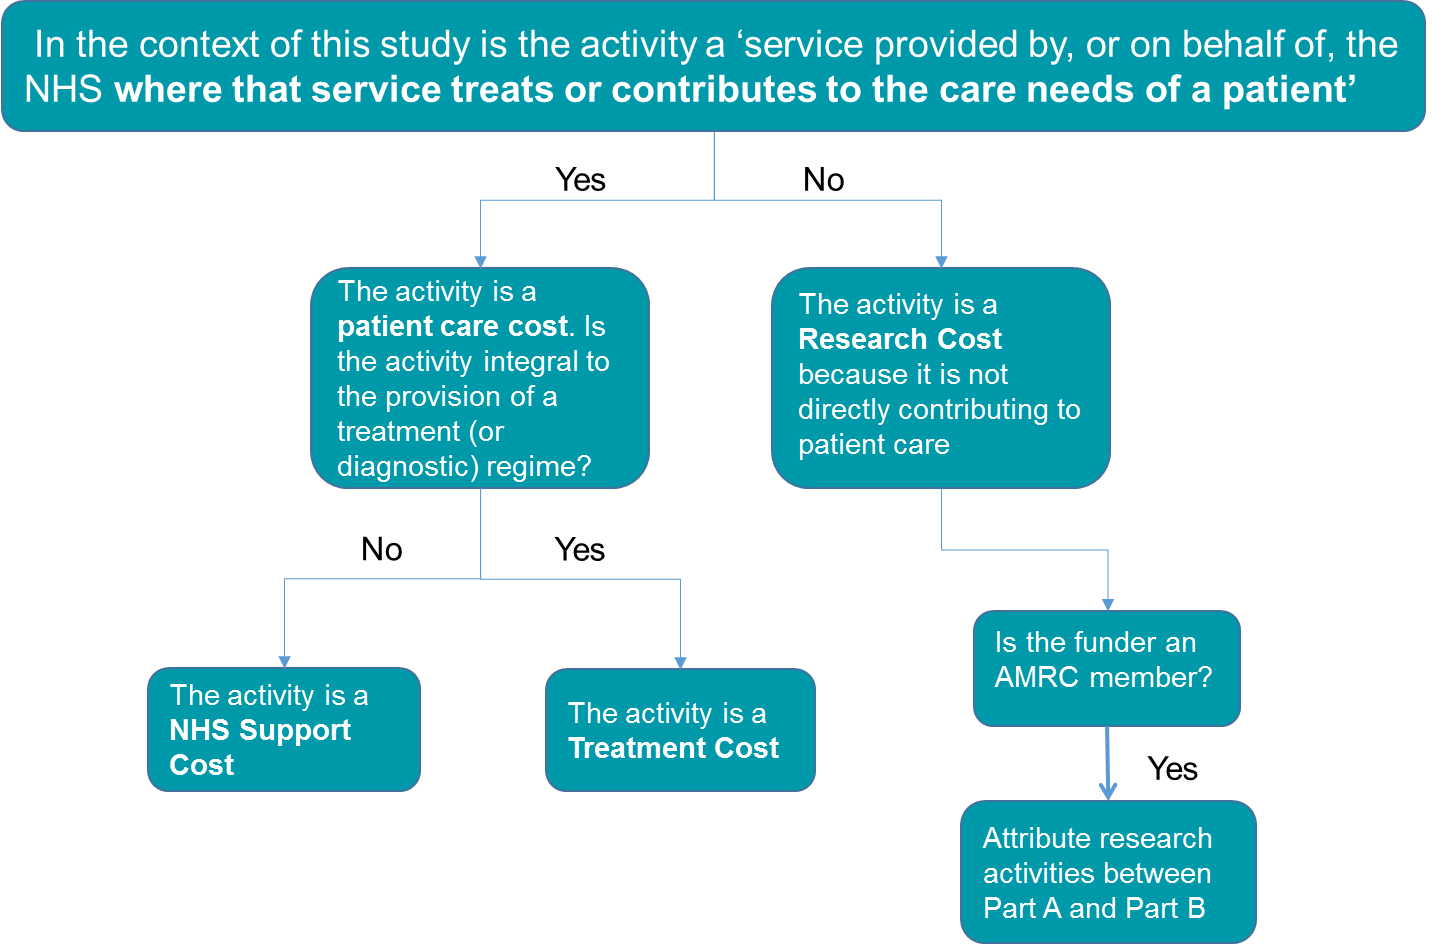 In the context of this study is the activity a ‘service provided by, or on behalf of, the
NHS where that service treats or contributes to the care needs of a patient’
Yes
No
The activity is a
patient care cost. Is
the activity integral to
the provision of a
treatment (or
diagnostic) regime?
The activity is a
Research Cost
because it is not
directly contributing to
patient care
No
Yes
The activity is a
NHS Support
Cost
The activity is a
Treatment Cost
Is the funder an
AMRC member?
Yes
Attribute research
activities between
Part A and Part B